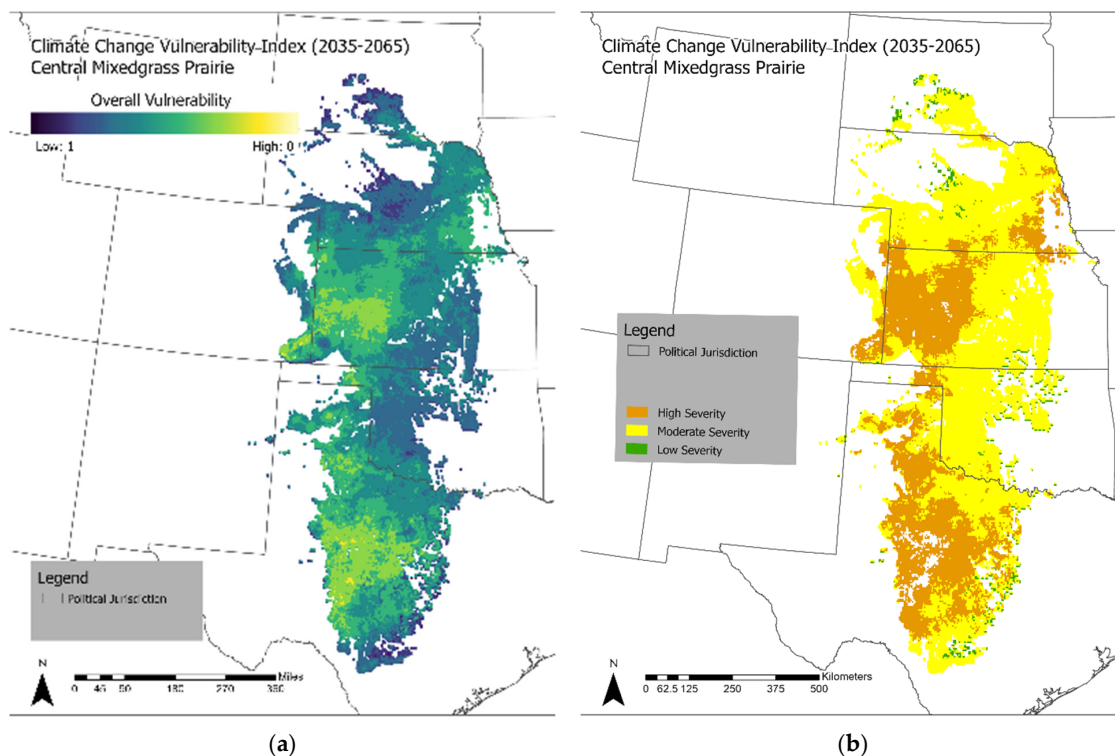 Climate Change Vulnerability Index (2035-2065)
Central Mixedgrass Prairie
Overall Vulnerability
Low: 1
High: 0
Legend
Political Jurisdiction
N
0 45 90 180 270 360 Miles
(a)
Climate Change Vulnerability Index (2035-2065)
Central Mixedgrass Prairie
Legend
Political Jurisdiction
High Severity
Moderate Severity
Low Severity
N
0 62.5 125 250 375 500 Kilometers
(b)